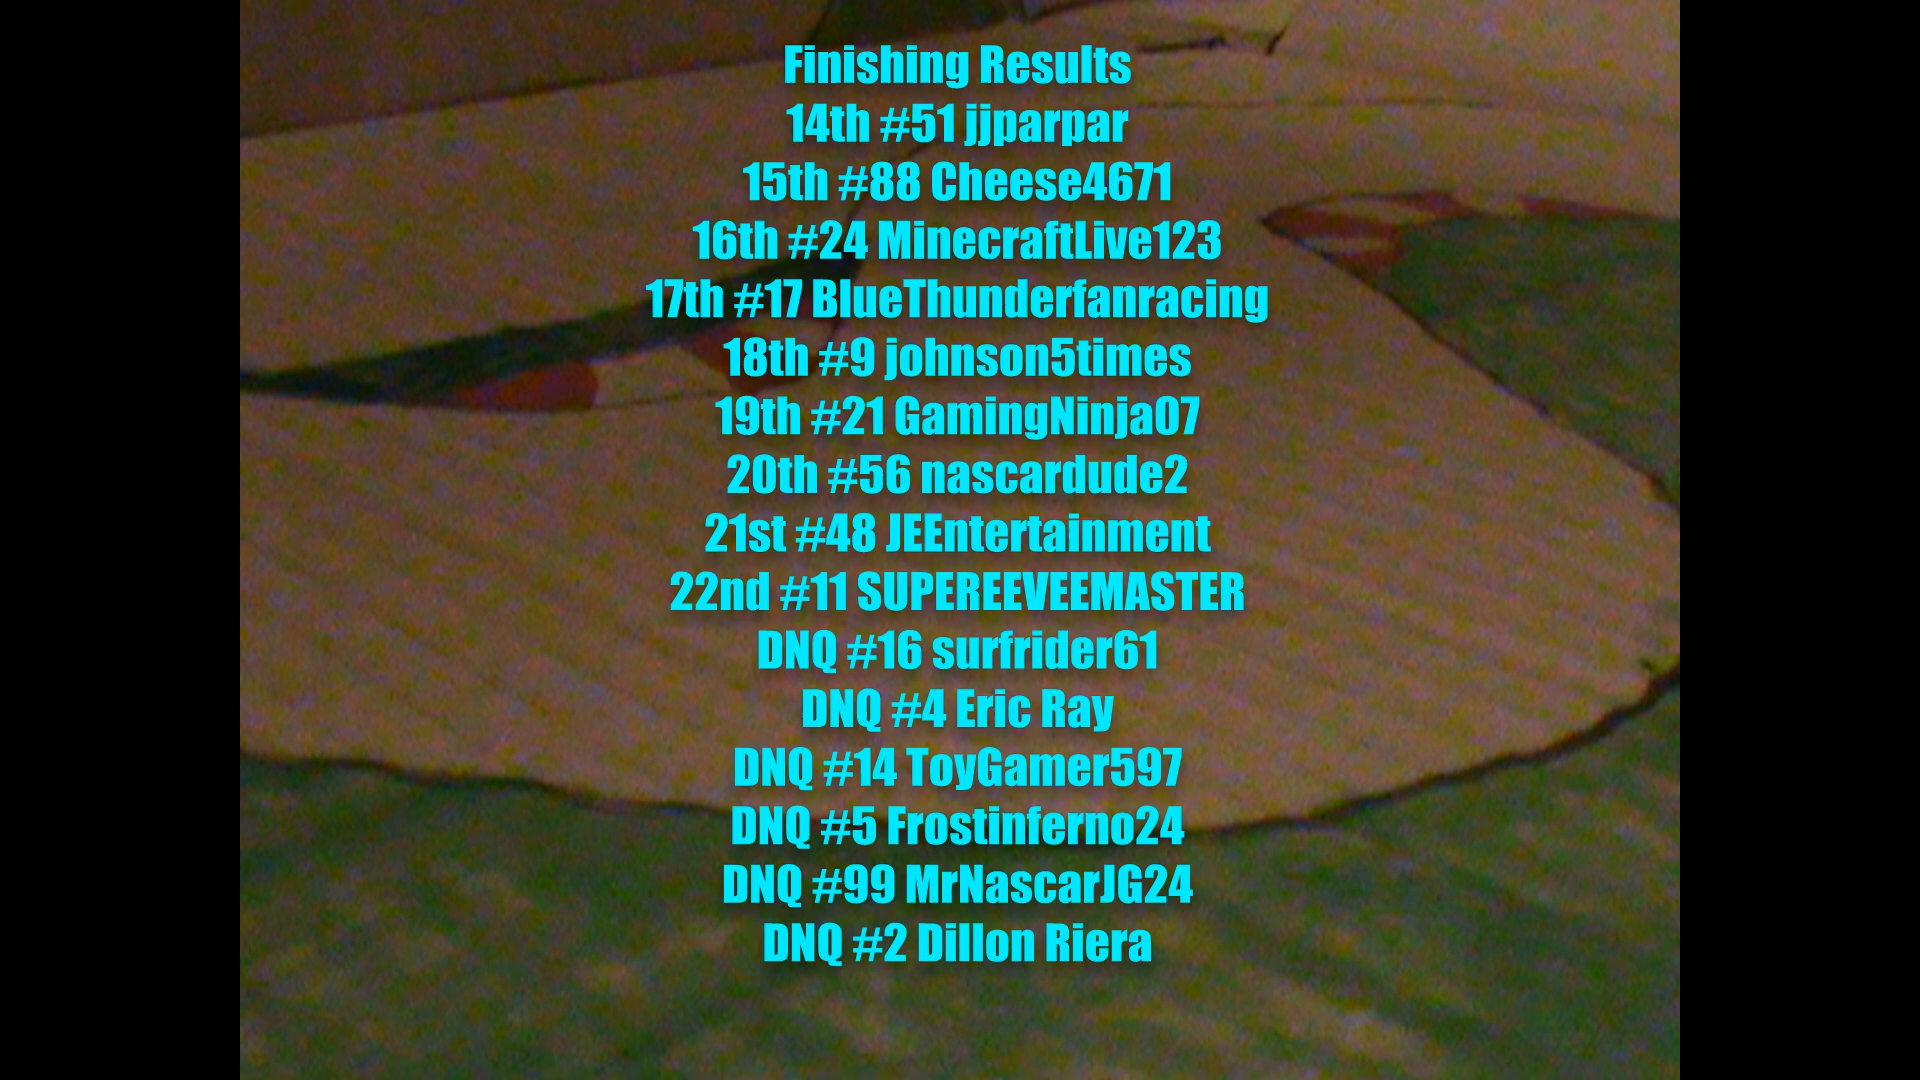 Finishing Results
14th #51 jjparpar
15th #88 Cheese4671
16th #24 MinecraftLive123
17th #17 BlueThunderfanracing
18th #9 johnson5times
19th #21 GamingNinja07
20th #56 nascardude2
21st #48 JEEntertainment
22nd #11 SUPEREEVEEMASTER
DNQ #16 surfrider61
DNQ #4 Eric Ray
DNQ #14 ToyGamer597
DNQ #5 Frostinferno24
DNQ #99 MrNascarJG24
DNQ #2 Dillon Riera